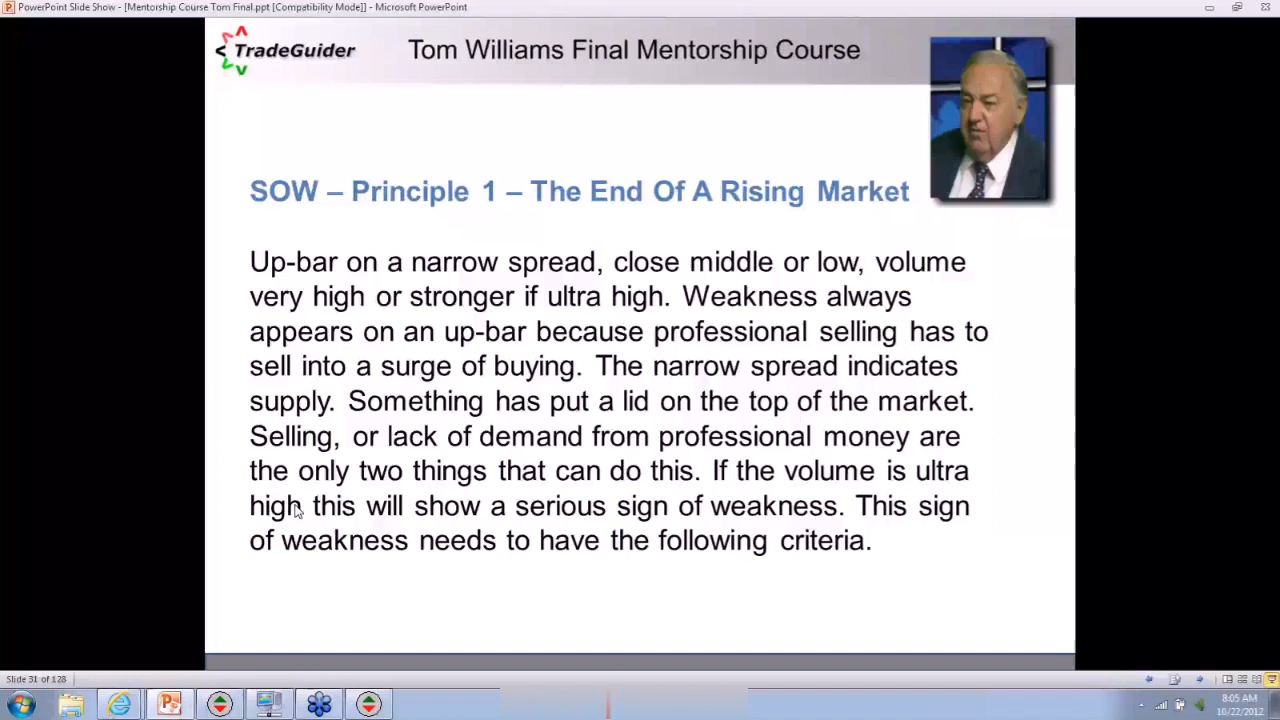 PowerPoint Slide Show - [Mentorship Course Tom Final.ppt [Compatibility Mode]] - Microsoft PowerPoint
TradeGuider
Tom Williams Final Mentorship Course
SOW – Principle 1 – The End Of A Rising Market
Up-bar on a narrow spread, close middle or low, volume
very high or stronger if ultra high. Weakness always
appears on an up-bar because professional selling has to
sell into a surge of buying. The narrow spread indicates
supply. Something has put a lid on the top of the market.
Selling, or lack of demand from professional money are
the only two things that can do this. If the volume is ultra
high this will show a serious sign of weakness. This sign
of weakness needs to have the following criteria.
Slide 31 of 128
8:05 AM
10/22/2012